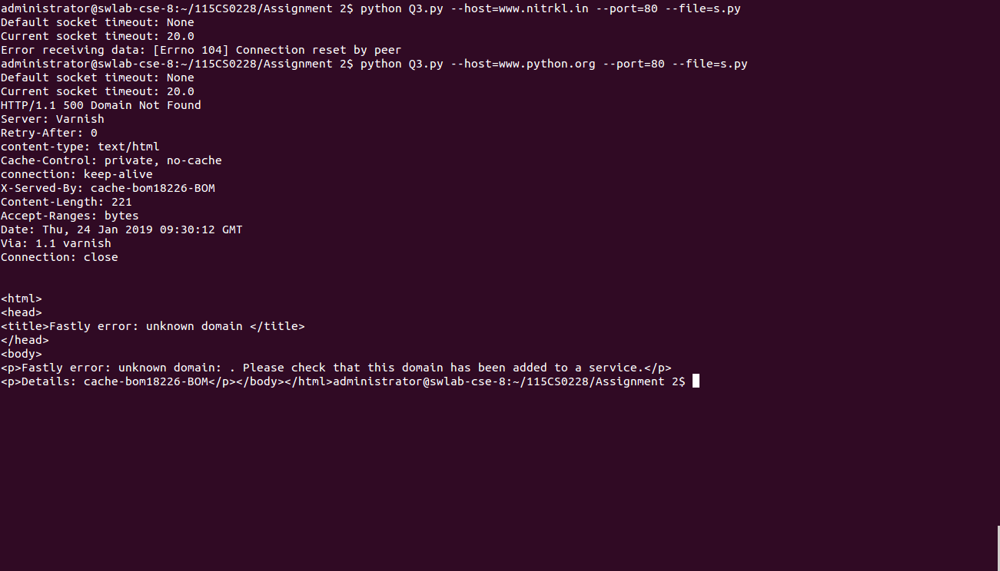 administrator@swlab-cse-8:~/115CS0228/Assignment 2$ python Q3.py --host=www.nitrkl.in --port=80 --file=s.py
Default socket timeout: None
Current socket timeout: 20.0
Error receiving data: [Errno 104] Connection reset by peer
administrator@swlab-cse-8:~/115CS0228/Assignment 2$ python Q3.py --host=www.python.org --port=80 --file=s.py
Default socket timeout: None
Current socket timeout: 20.0
HTTP/1.1 500 Domain Not Found
Server: Varnish
Retry-After: 0
content-type: text/html
Cache-Control: private, no-cache
connection: keep-alive
X-Served-By: cache-bom18226-BOM
Content-Length: 221
Accept-Ranges: bytes
Date: Thu, 24 Jan 2019 09:30:12 GMT
Via: 1.1 varnish
Connection: close
<html>
<head>
<title>Fastly error: unknown domain </title>
</head>
<body>
<p>Fastly error: unknown domain: . Please check that this domain has been added to a service.</p>
<p>Details: cache-bom18226-BOM</p></body></html>administrator@swlab-cse-8:~/115CS0228/Assignment 2$